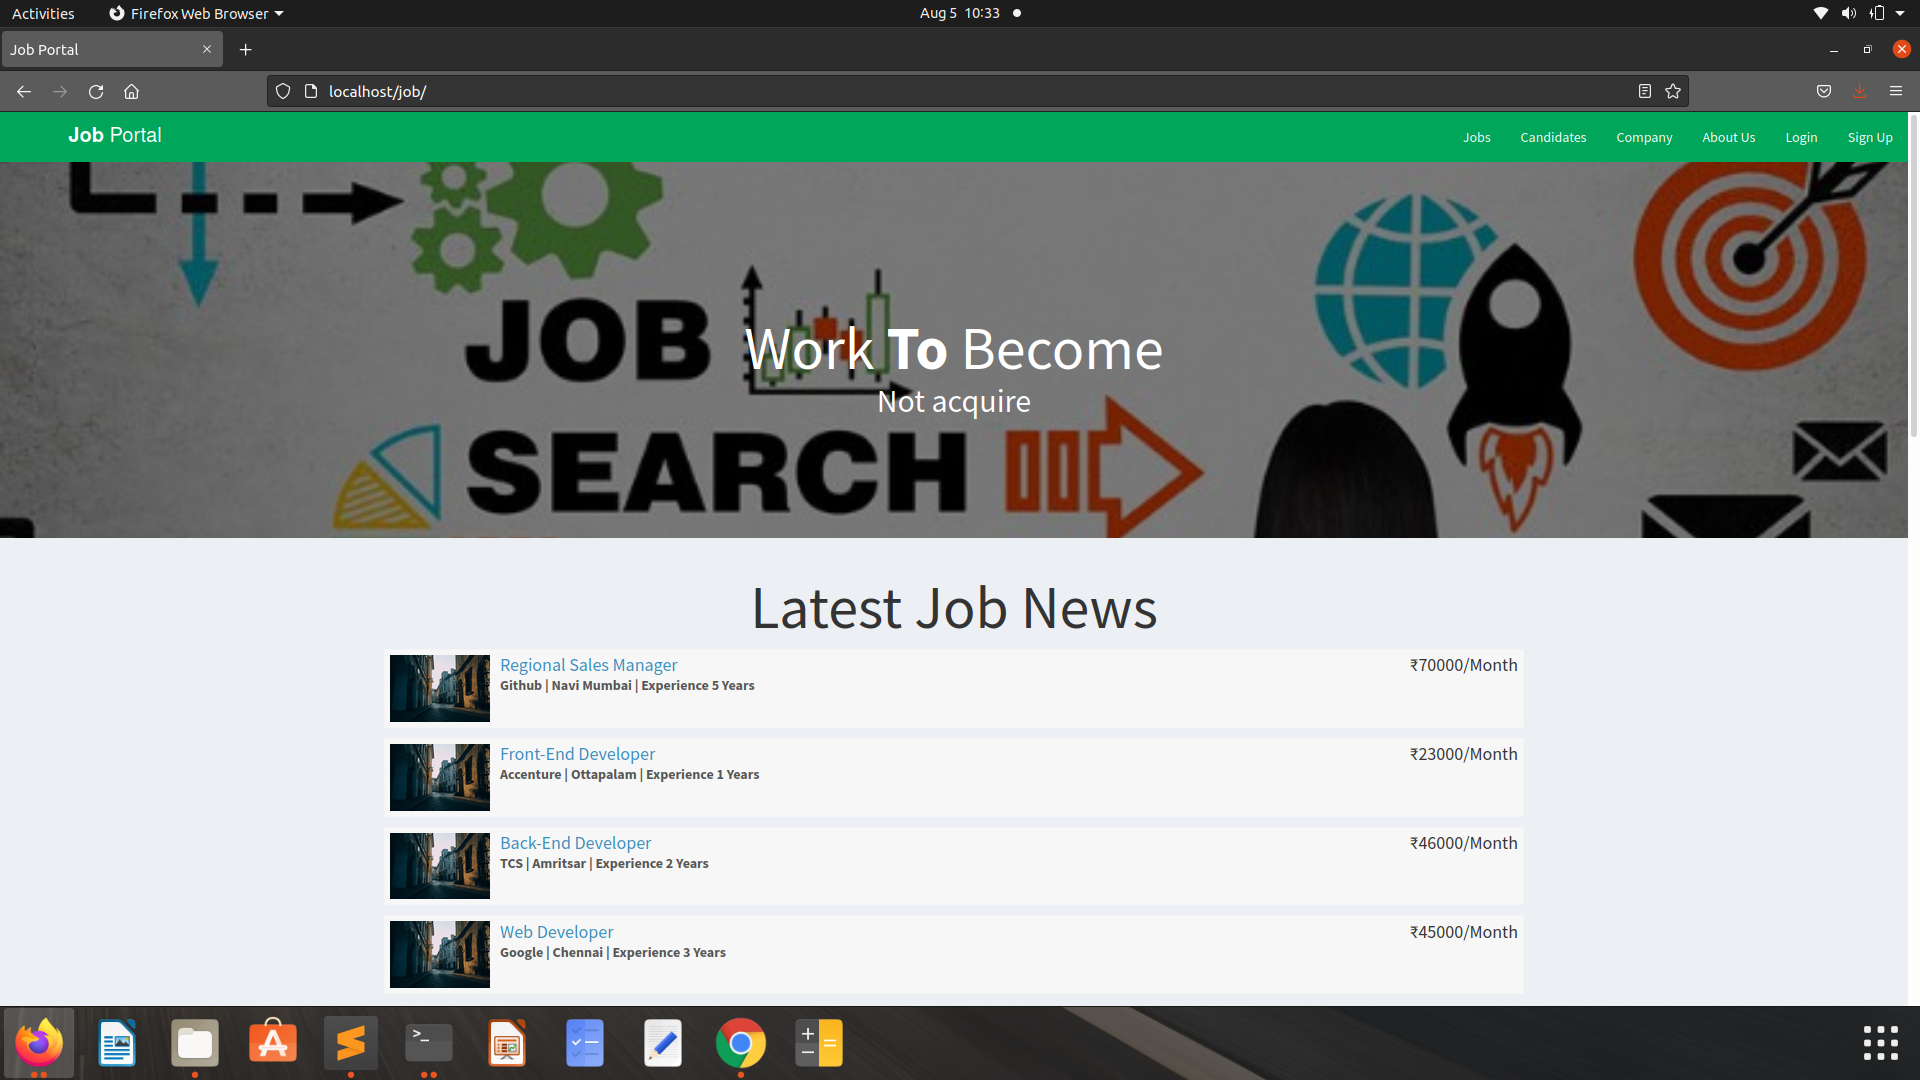 Activities
Firefox Web Browser
Aug 5 10:33
Job Portal
localhost/job/
Job Portal
Jobs
Candidates
Company
About Us
Login
Sign Up
JOB
SEARCH
Work To Become
Not acquire
Latest Job News
Regional Sales Manager
₹70000/Month
Github | Navi Mumbai | Experience 5 Years
Front-End Developer
₹23000/Month
Accenture | Ottapalam | Experience 1 Years
Back-End Developer
₹46000/Month
TCS | Amritsar | Experience 2 Years
Web Developer
₹45000/Month
Google | Chennai | Experience 3 Years